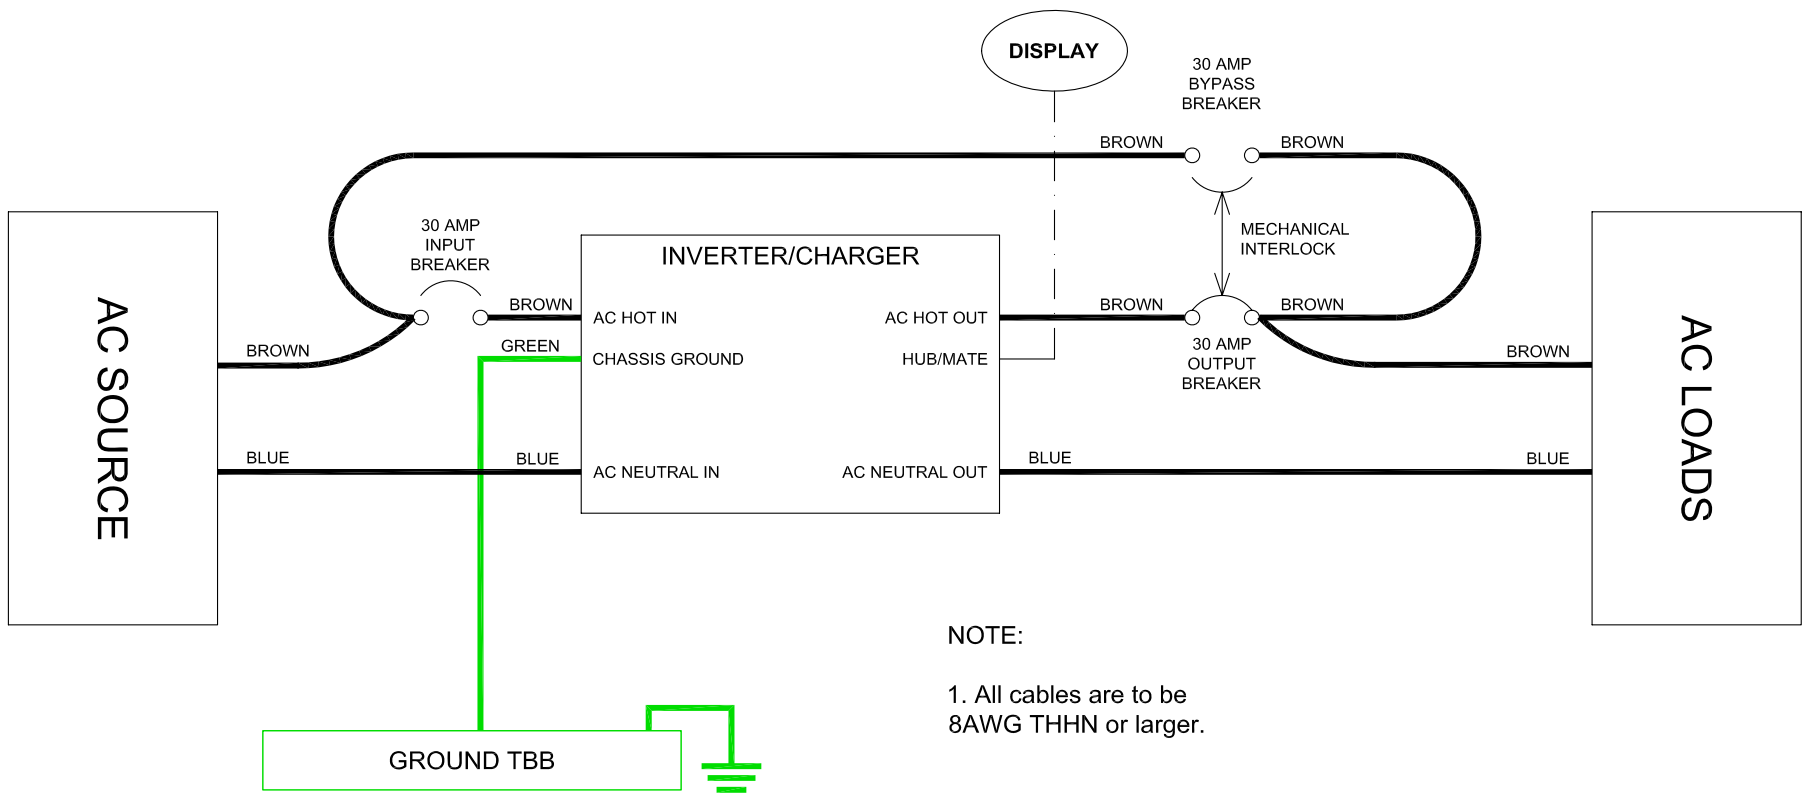 DISPLAY
30 AMP
BYPASS
BREAKER
BROWN
BROWN
30 AMP
INPUT
BREAKER
MECHANICAL
INTERLOCK
INVERTER/CHARGER
BROWN
AC HOT IN
AC HOT OUT
BROWN
BROWN
GREEN
CHASSIS GROUND
HUB/MATE
30 AMP
OUTPUT
BREAKER
AC SOURCE
BROWN
BROWN
AC LOADS
BLUE
BLUE
AC NEUTRAL IN
AC NEUTRAL OUT
BLUE
BLUE
NOTE:
1. All cables are to be
8AWG THHN or larger.
GROUND TBB